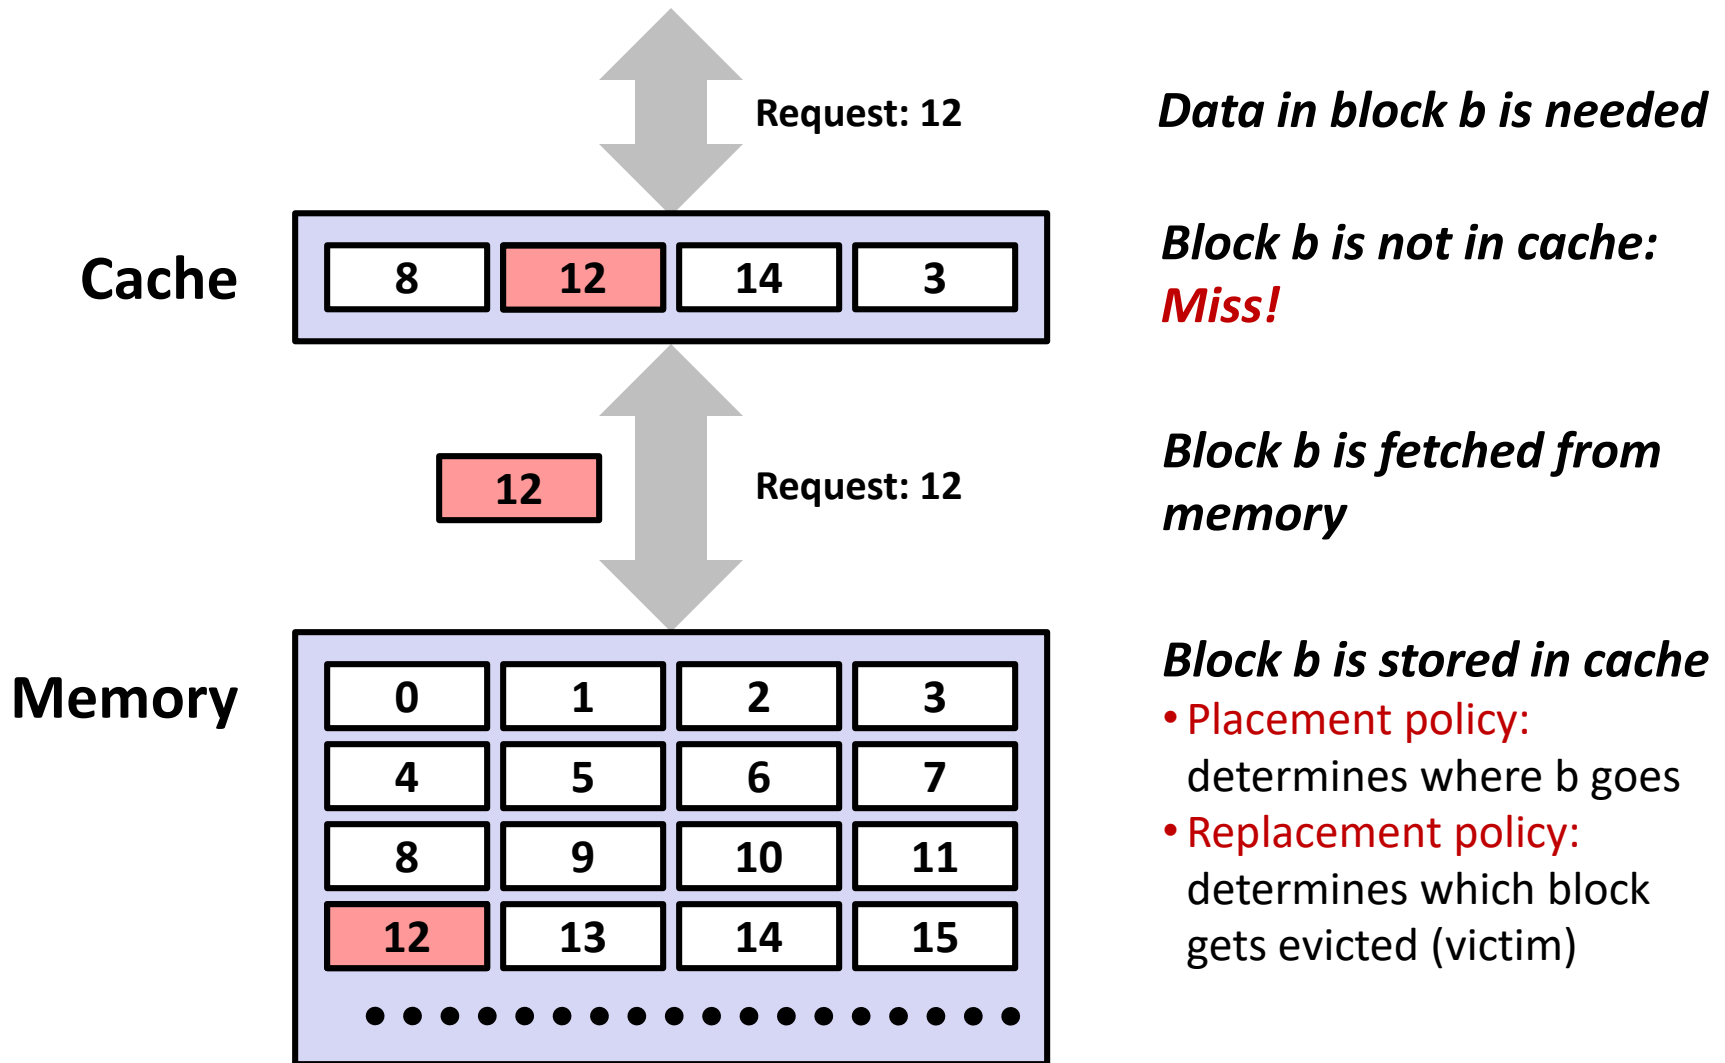 Request: 12
Data in block b is needed
Cache
8 12 14 3
Block b is not in cache:
Miss!
12
Request: 12
Block b is fetched from
memory
Memory
0 1 2 3
4 5 6 7
8 9 10 11
12 13 14 15
Block b is stored in cache
• Placement policy:
determines where b goes
• Replacement policy:
determines which block
gets evicted (victim)